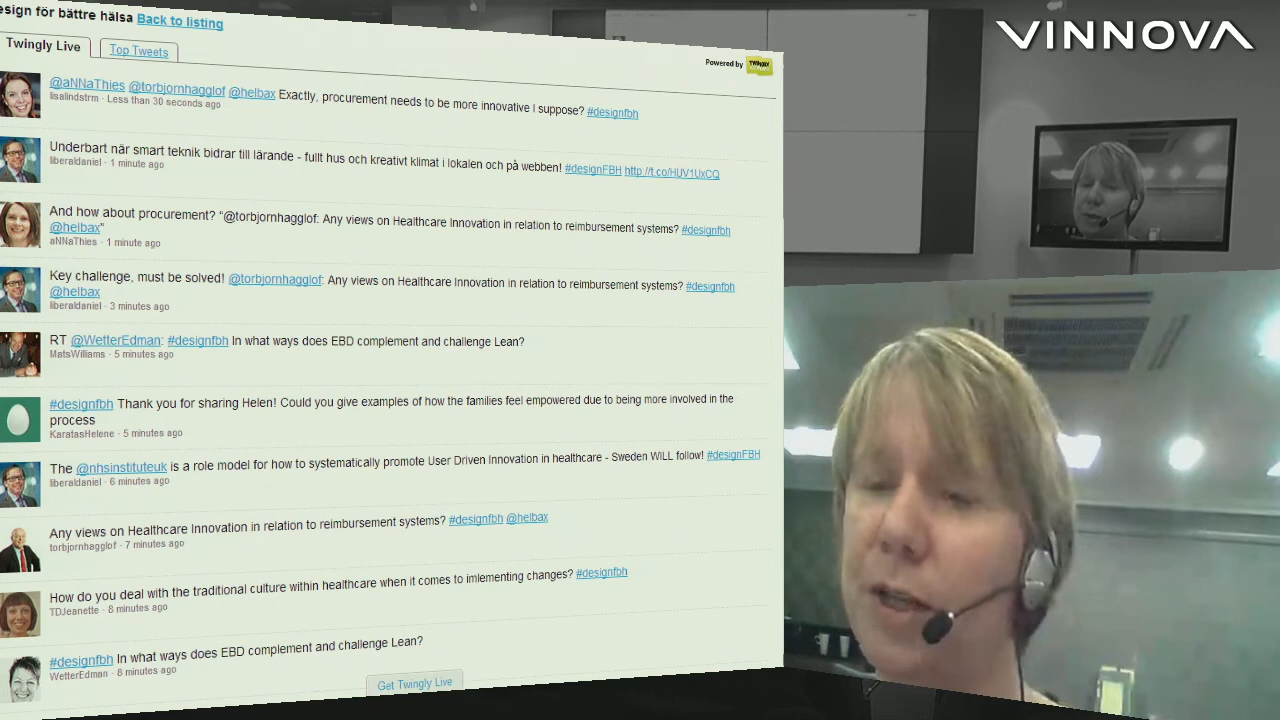 esign för bättre hälsa Back to listing
VINNOVA
Twingly Live
Top Tweets
Powered by TWINGLY
@aNNaThies @torbjornhagglof @helbax Exactly, procurement needs to be more innovative I suppose? #designfbh
lisalindstrm · Less than 30 seconds ago
Underbart när smart teknik bidrar till lärande - fullt hus och kreativt klimat i lokalen och på webben! #designFBH http://t.co/HUV1UxCQ
liberaldaniel · 1 minute ago
And how about procurement? "@torbjornhagglof: Any views on Healthcare Innovation in relation to reimbursement systems? #designfbh
@helbax"
aNNaThies · 1 minute ago
Key challenge, must be solved! @torbjornhagglof: Any views on Healthcare Innovation in relation to reimbursement systems? #designfbh
@helbax
liberaldaniel · 3 minutes ago
RT @WetterEdman: #designfbh In what ways does EBD complement and challenge Lean?
MatsWilliams · 5 minutes ago
#designfbh Thank you for sharing Helen! Could you give examples of how the families feel empowered due to being more involved in the
process
KaratasHelene · 5 minutes ago
The @nhsinstituteuk is a role model for how to systematically promote User Driven Innovation in healthcare - Sweden WILL follow! #designFBH
liberaldaniel · 6 minutes ago
Any views on Healthcare Innovation in relation to reimbursement systems? #designfbh @helbax
torbjornhagglof · 7 minutes ago
How do you deal with the traditional culture within healthcare when it comes to imlementing changes? #designfbh
TDJeanette · 8 minutes ago
#designfbh In what ways does EBD complement and challenge Lean?
WetterEdman · 8 minutes ago
Get Twingly Live